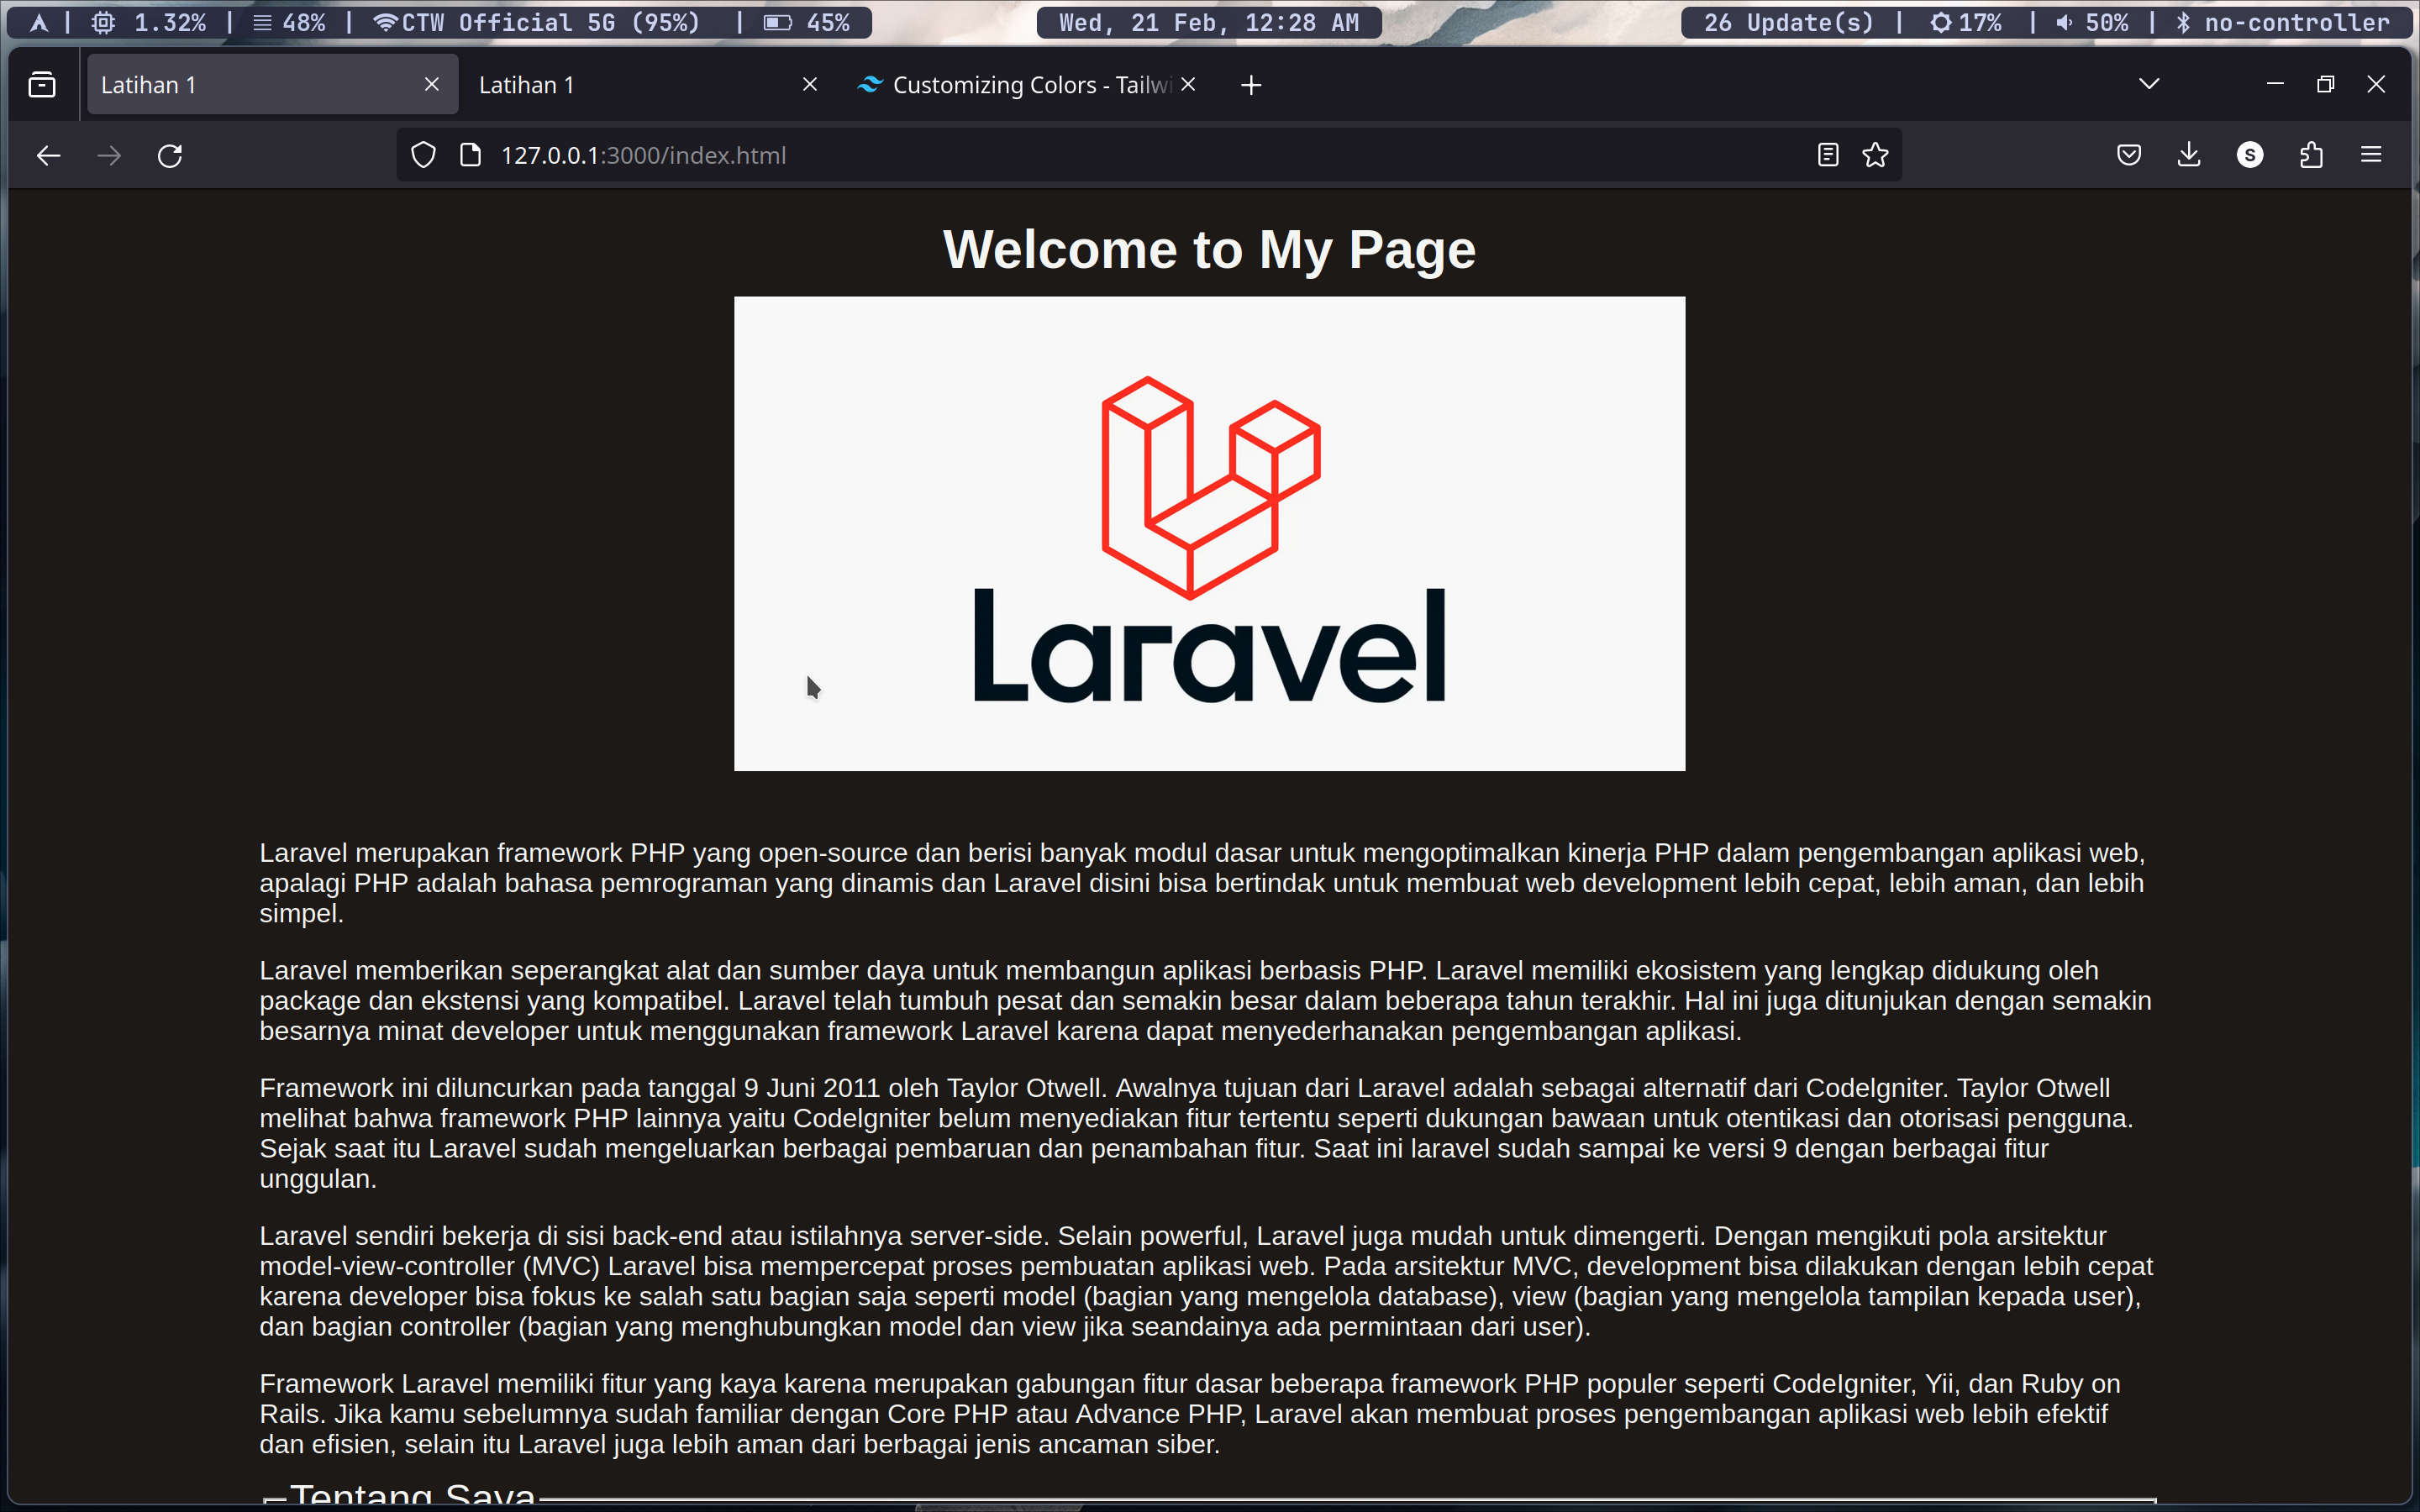 1.32% | 48% | CTW Official 5G (95%) | 45%
Wed, 21 Feb, 12:28 AM
26 Update(s) | 17% | 50% | no-controller
Latihan 1
Latihan 1
Customizing Colors - Tailwi
127.0.0.1:3000/index.html
S
Welcome to My Page
Laravel
Laravel merupakan framework PHP yang open-source dan berisi banyak modul dasar untuk mengoptimalkan kinerja PHP dalam pengembangan aplikasi web,
apalagi PHP adalah bahasa pemrograman yang dinamis dan Laravel disini bisa bertindak untuk membuat web development lebih cepat, lebih aman, dan lebih
simpel.
Laravel memberikan seperangkat alat dan sumber daya untuk membangun aplikasi berbasis PHP. Laravel memiliki ekosistem yang lengkap didukung oleh
package dan ekstensi yang kompatibel. Laravel telah tumbuh pesat dan semakin besar dalam beberapa tahun terakhir. Hal ini juga ditunjukan dengan semakin
besarnya minat developer untuk menggunakan framework Laravel karena dapat menyederhanakan pengembangan aplikasi.
Framework ini diluncurkan pada tanggal 9 Juni 2011 oleh Taylor Otwell. Awalnya tujuan dari Laravel adalah sebagai alternatif dari Codelgniter. Taylor Otwell
melihat bahwa framework PHP lainnya yaitu Codelgniter belum menyediakan fitur tertentu seperti dukungan bawaan untuk otentikasi dan otorisasi pengguna.
Sejak saat itu Laravel sudah mengeluarkan berbagai pembaruan dan penambahan fitur. Saat ini laravel sudah sampai ke versi 9 dengan berbagai fitur
unggulan.
Laravel sendiri bekerja di sisi back-end atau istilahnya server-side. Selain powerful, Laravel juga mudah untuk dimengerti. Dengan mengikuti pola arsitektur
model-view-controller (MVC) Laravel bisa mempercepat proses pembuatan aplikasi web. Pada arsitektur MVC, development bisa dilakukan dengan lebih cepat
karena developer bisa fokus ke salah satu bagian saja seperti model (bagian yang mengelola database), view (bagian yang mengelola tampilan kepada user),
dan bagian controller (bagian yang menghubungkan model dan view jika seandainya ada permintaan dari user).
Framework Laravel memiliki fitur yang kaya karena merupakan gabungan fitur dasar beberapa framework PHP populer seperti CodeIgniter, Yii, dan Ruby on
Rails. Jika kamu sebelumnya sudah familiar dengan Core PHP atau Advance PHP, Laravel akan membuat proses pengembangan aplikasi web lebih efektif
dan efisien, selain itu Laravel juga lebih aman dari berbagai jenis ancaman siber.
Tentang Saya